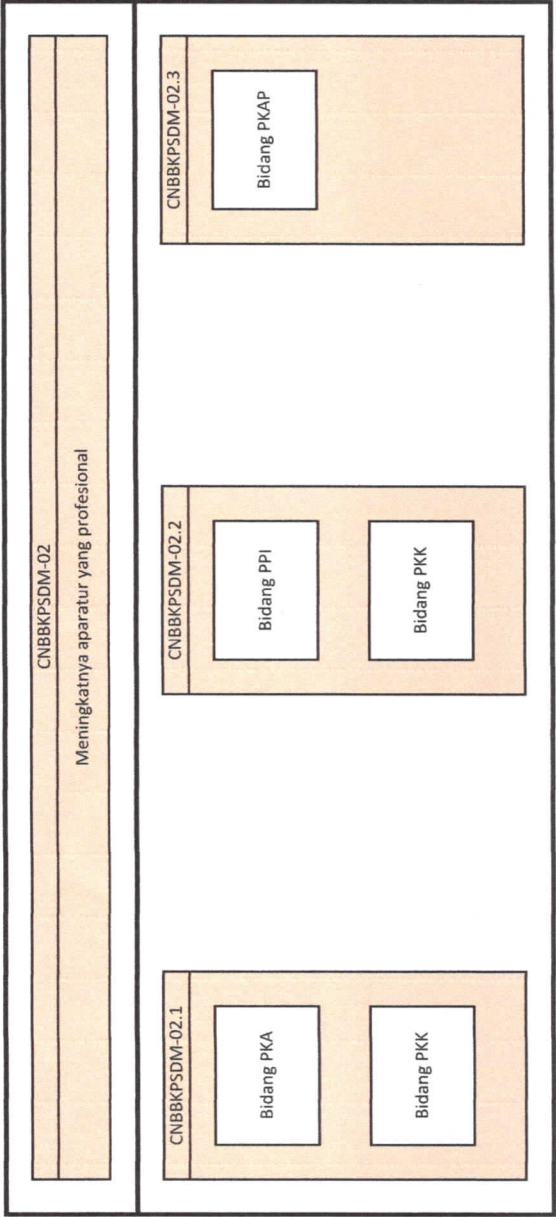 CNBBKPSDM-02
Meningkatnya aparatur yang profesional
CNBBKPSDM-02.1
Bidang PKA
Bidang PKK
CNBBKPSDM-02.2
Bidang PPI
Bidang PKK
CNBBKPSDM-02.3
Bidang PKAP